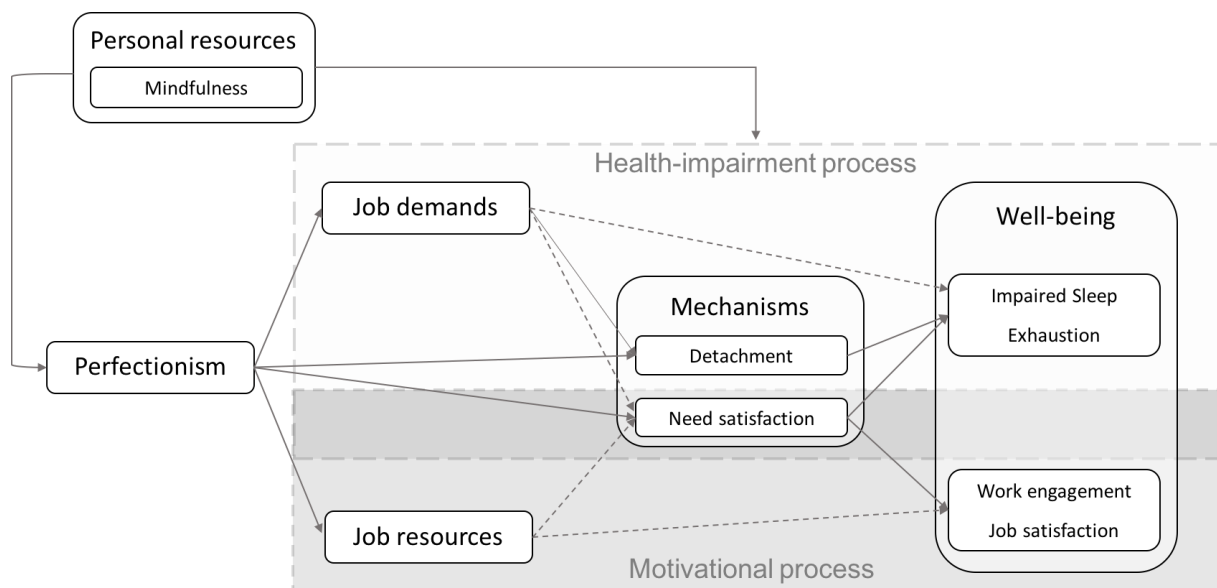 Personal resources
Mindfulness
Health-impairment process
Job demands
Well-being
Mechanisms
Impaired Sleep
Exhaustion
Detachment
Perfectionism
Need satisfaction
Work engagement
Job satisfaction
Job resources
Motivational process